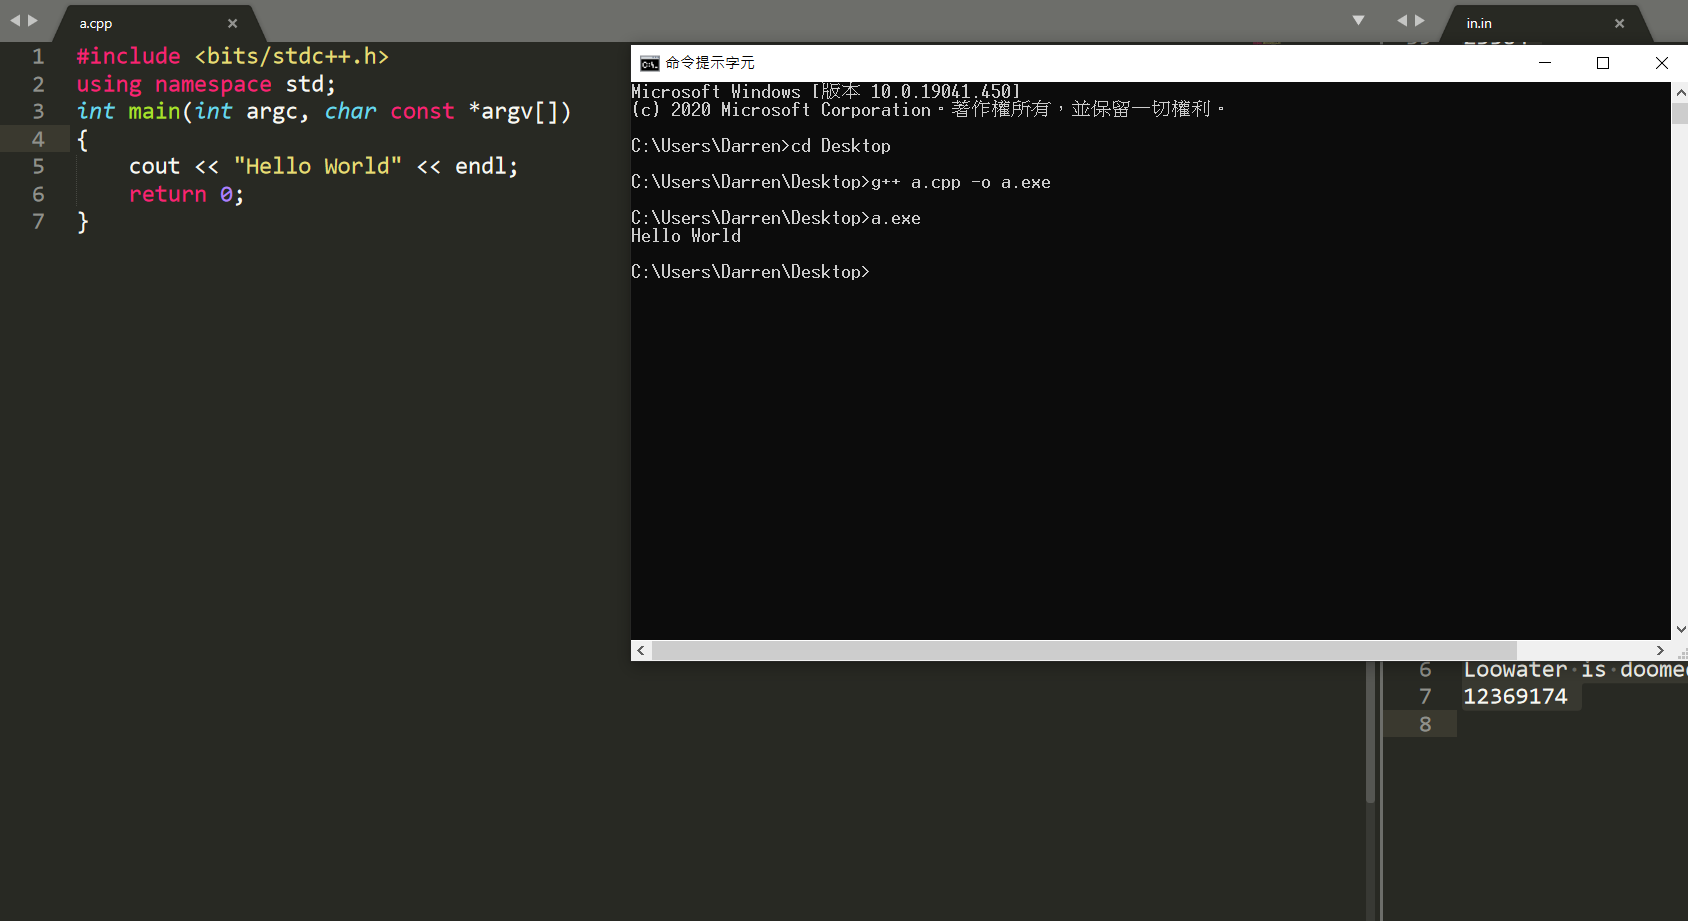 a.cpp
1 #include <bits/stdc++.h>
2 using namespace std;
3 int main(int argc, char const *argv[])
4 {
5     cout << "Hello World" << endl;
6     return 0;
7 }
命令提示字元
Microsoft Windows [版本 10.0.19041.450]
(c) 2020 Microsoft Corporation。著作權所有，並保留一切權利。
C:\Users\Darren>cd Desktop
C:\Users\Darren\Desktop>g++ a.cpp -o a.exe
C:\Users\Darren\Desktop>a.exe
Hello World
C:\Users\Darren\Desktop>
in.in
6 Loowater is doomed
7 12369174
8